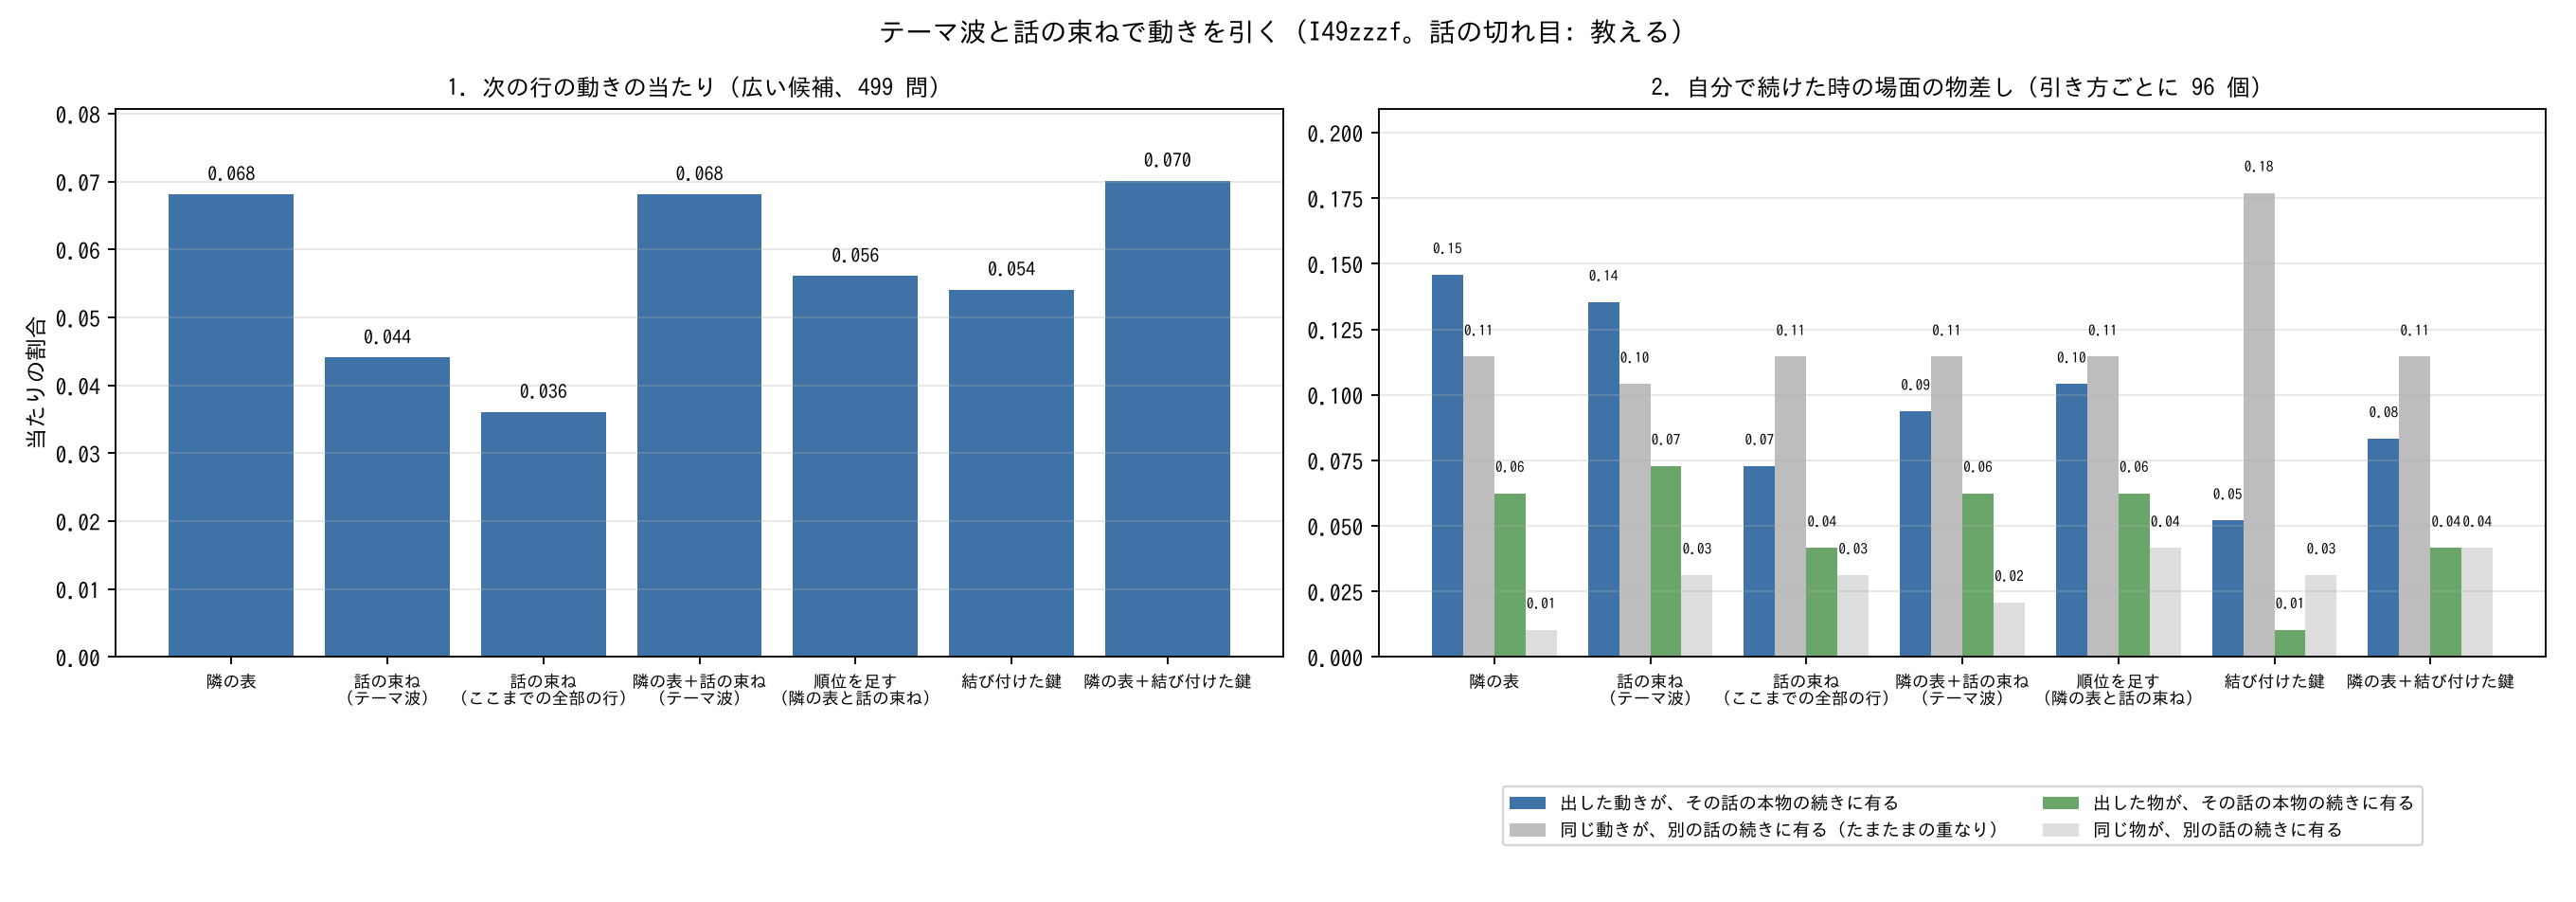 テーマ波と話の束ねで動きを引く（I49zzzf。話の切れ目: 教える）
1. 次の行の動きの当たり（広い候補、499 問）
当たりの割合
0.08
0.07
0.06
0.05
0.04
0.03
0.02
0.01
0.00
0.068
0.044
0.036
0.068
0.056
0.054
0.070
隣の表
話の束ね
（テーマ波）
話の束ね
（ここまでの全部の行）
隣の表＋話の束ね
（テーマ波）
順位を足す
（隣の表と話の束ね）
結び付けた鍵
隣の表＋結び付けた鍵
2. 自分で続けた時の場面の物差し（引き方ごとに 96 個）
0.200
0.175
0.150
0.125
0.100
0.075
0.050
0.025
0.000
0.15
0.11
0.06
0.01
0.14
0.10
0.07
0.03
0.07
0.11
0.04
0.03
0.09
0.11
0.06
0.02
0.10
0.11
0.06
0.04
0.05
0.18
0.01
0.03
0.08
0.11
0.04
0.04
隣の表
話の束ね
（テーマ波）
話の束ね
（ここまでの全部の行）
隣の表＋話の束ね
（テーマ波）
順位を足す
（隣の表と話の束ね）
結び付けた鍵
隣の表＋結び付けた鍵
出した動きが、その話の本物の続きに有る
同じ動きが、別の話の続きに有る（たまたまの重なり）
出した物が、その話の本物の続きに有る
同じ物が、別の話の続きに有る